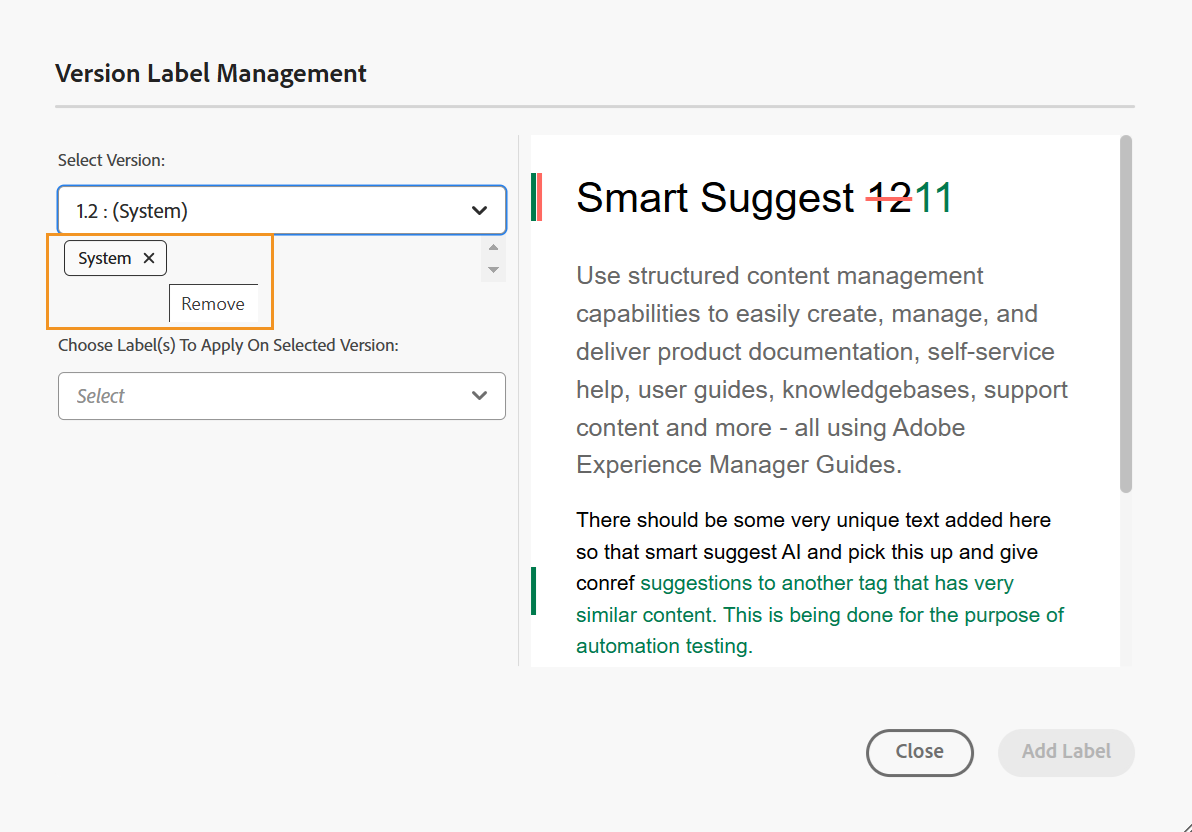 Version Label Management
Select Version:
1.2 : (System)
System ×
Remove
Choose Label(s) To Apply On Selected Version:
Select
Smart Suggest 1211
Use structured content management
capabilities to easily create, manage, and
deliver product documentation, self-service
help, user guides, knowledgebases, support
content and more - all using Adobe
Experience Manager Guides.
There should be some very unique text added here
so that smart suggest AI and pick this up and give
conref suggestions to another tag that has very
similar content. This is being done for the purpose of
automation testing.
Close
Add Label